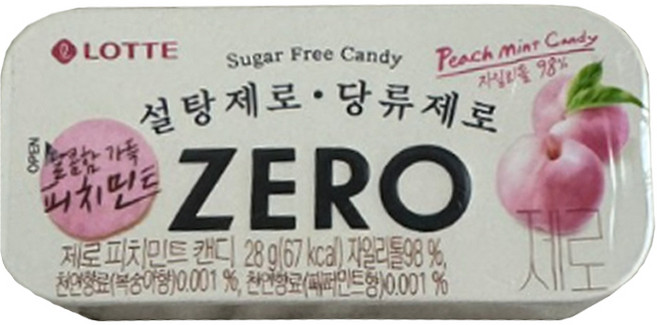 LOTTE
Sugar Free Candy
Peach Mint Candy
자일리톨 98%
설탕제로·당류제로
OPEN
달콤함 가득
피치민트
ZERO
제로
제로 피치민트 캔디 28 g(67 kcal) 자일리톨98 %,
천연향료(복숭아향)0.001 %, 천연향료(페퍼민트향)0.001 %